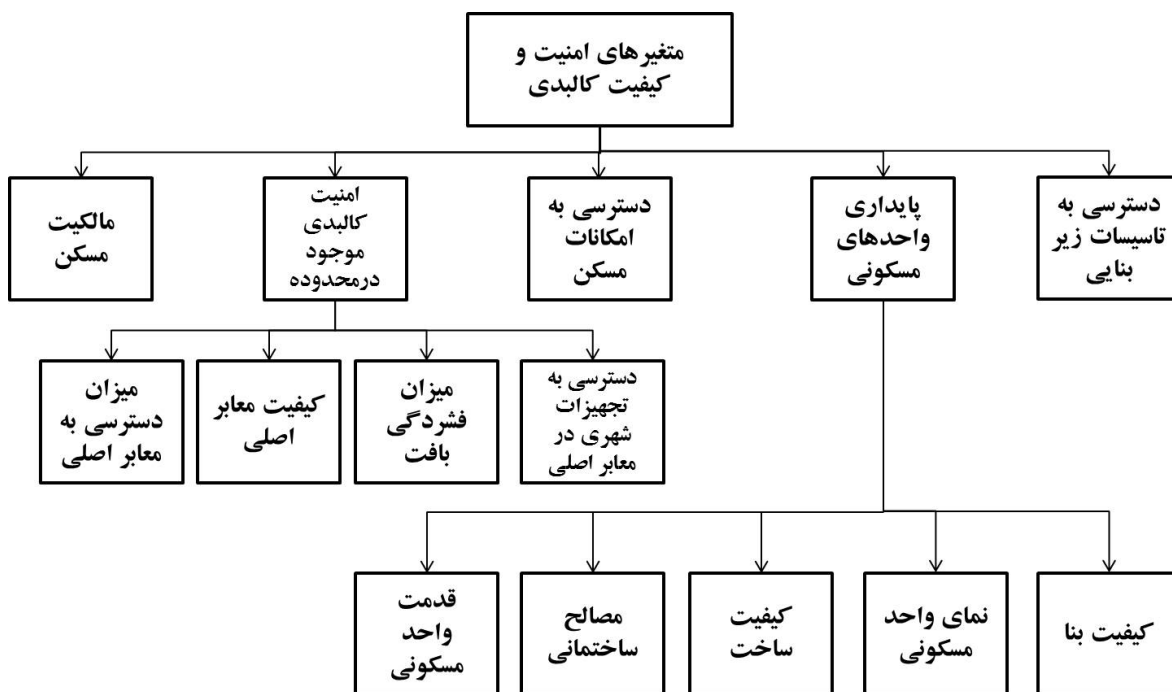 متغیرهای امنیت و
کیفیت کالبدی
دسترسی به
تاسیسات زیر
بنایی
پایداری
واحدهای
مسکونی
دسترسی به
امکانات
مسکن
امنیت
کالبدی
موجود
درمحدوده
مالکیت
مسکن
دسترسی به
تجهیزات
شهری در
معابر اصلی
میزان
فشردگی
بافت
کیفیت معابر
اصلی
میزان
دسترسی به
معابر اصلی
کیفیت بنا
نمای واحد
مسکونی
کیفیت
ساخت
مصالح
ساختمانی
قدمت
واحد
مسکونی